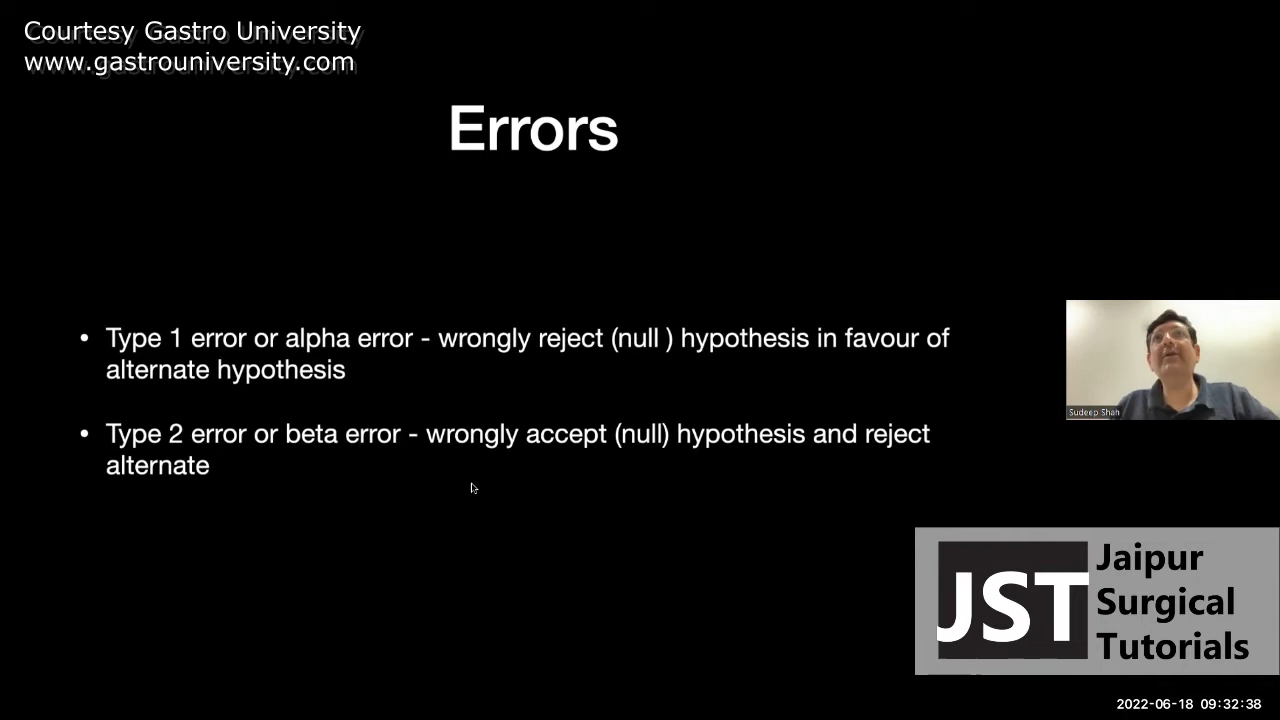 Courtesy Gastro University
www.gastrouniversity.com
Errors
• Type 1 error or alpha error - wrongly reject (null ) hypothesis in favour of
alternate hypothesis
• Type 2 error or beta error - wrongly accept (null) hypothesis and reject
alternate
Sudeep Shah
JST
Jaipur
Surgical
Tutorials
2022-06-18 09:32:38